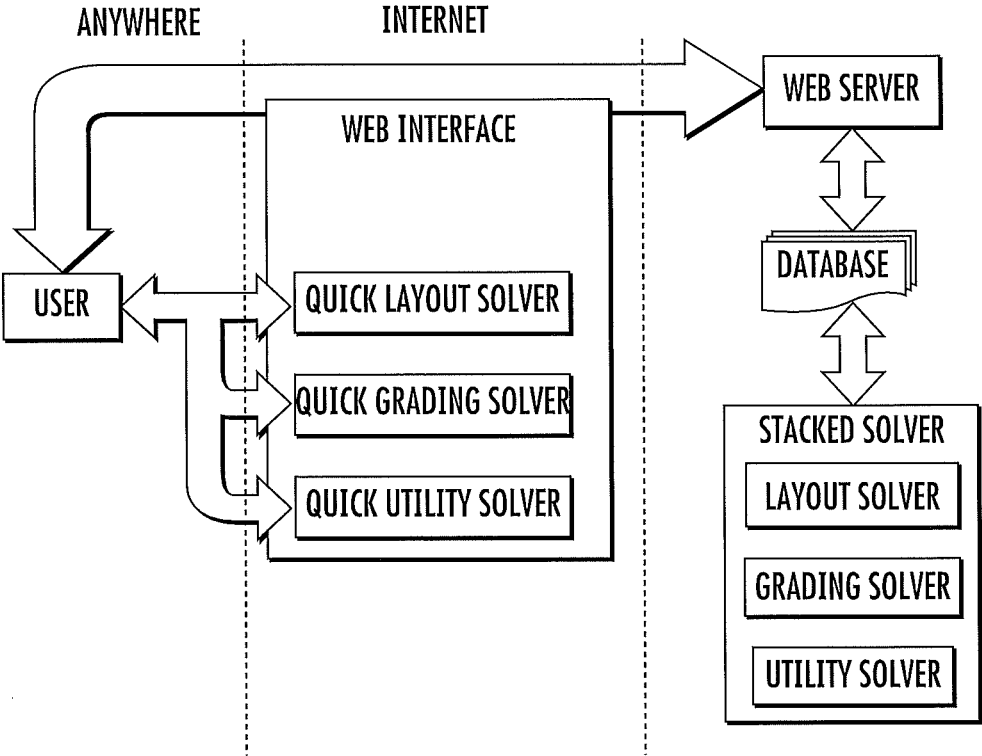 ANYWHERE
INTERNET
WEB SERVER
WEB INTERFACE
DATABASE
USER
QUICK LAYOUT SOLVER
QUICK GRADING SOLVER
QUICK UTILITY SOLVER
STACKED SOLVER
LAYOUT SOLVER
GRADING SOLVER
UTILITY SOLVER